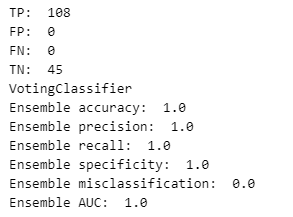 TP:  108
FP:  0
FN:  0
TN:  45
VotingClassifier
Ensemble accuracy:  1.0
Ensemble precision:  1.0
Ensemble recall:  1.0
Ensemble specificity:  1.0
Ensemble misclassification:  0.0
Ensemble AUC:  1.0